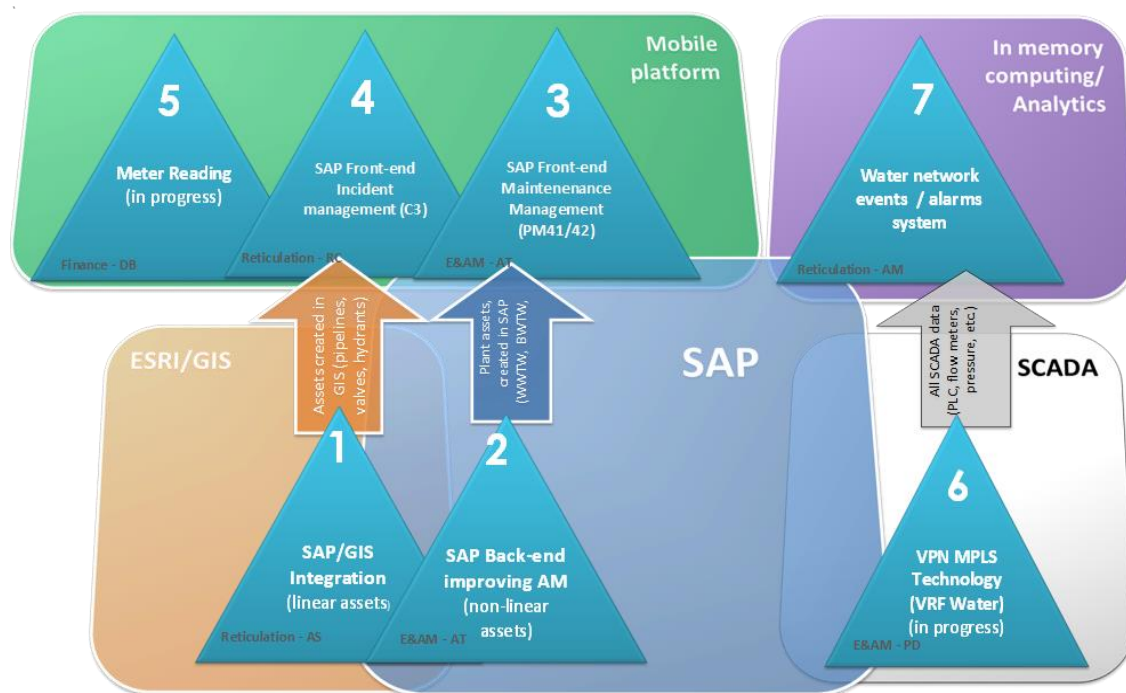 Mobile
platform
In memory
computing/
Analytics
5
Meter Reading
(in progress)
Finance - DB
4
SAP Front-end
Incident
management (C3)
Reticulation - RC
3
SAP Front-end
Maintenenance
Management
(PM41/42)
E&AM - AT
7
Water network
events / alarms
system
Reticulation - AM
ESRI/GIS
Assets created in
GIS (pipelines,
valves, hydrants)
Plant assets,
created in SAP
(WWTW, BWTW,
SAP
All SCADA data
(PLC, flow meters,
pressure, etc.)
SCADA
1
SAP/GIS
Integration
(linear assets)
Reticulation - AS
2
SAP Back-end
improving AM
(non-linear
assets)
E&AM - AT
6
VPN MPLS
Technology
(VRF Water)
(in progress)
E&AM - PD